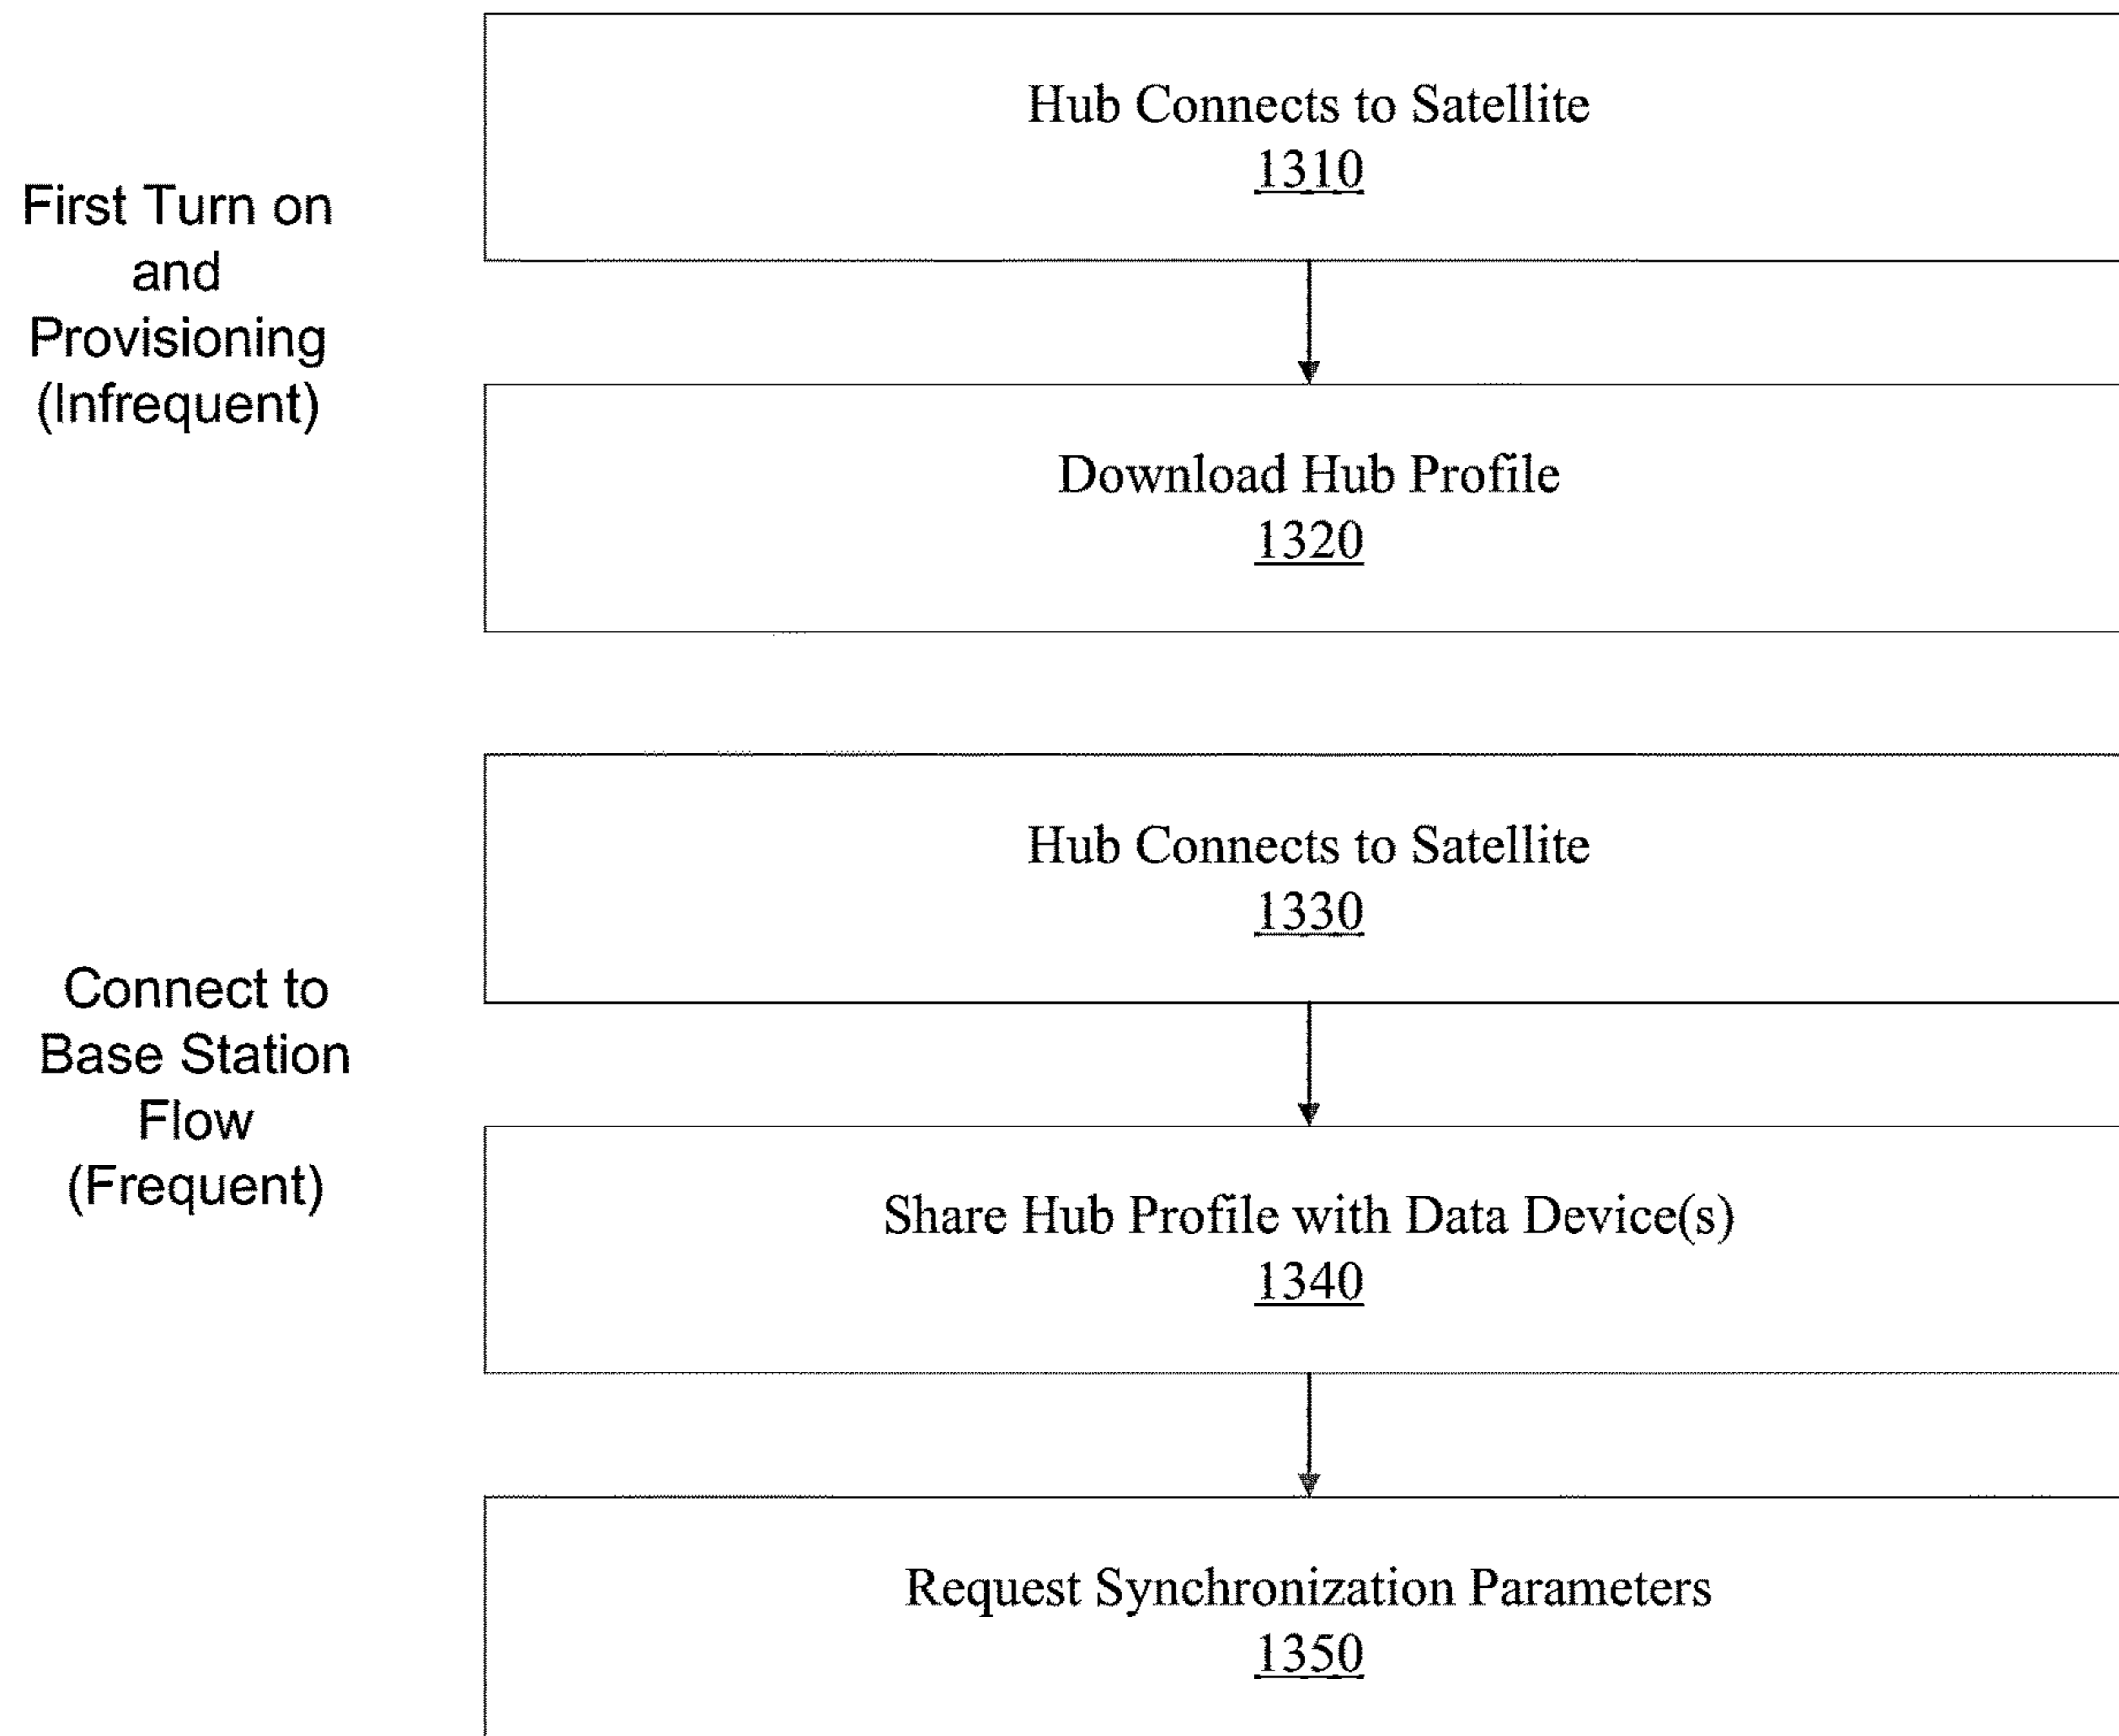 First Turn on
and
Provisioning
(Infrequent)
Hub Connects to Satellite
1310
Download Hub Profile
1320
Connect to
Base Station
Flow
(Frequent)
Hub Connects to Satellite
1330
Share Hub Profile with Data Device(s)
1340
Request Synchronization Parameters
1350